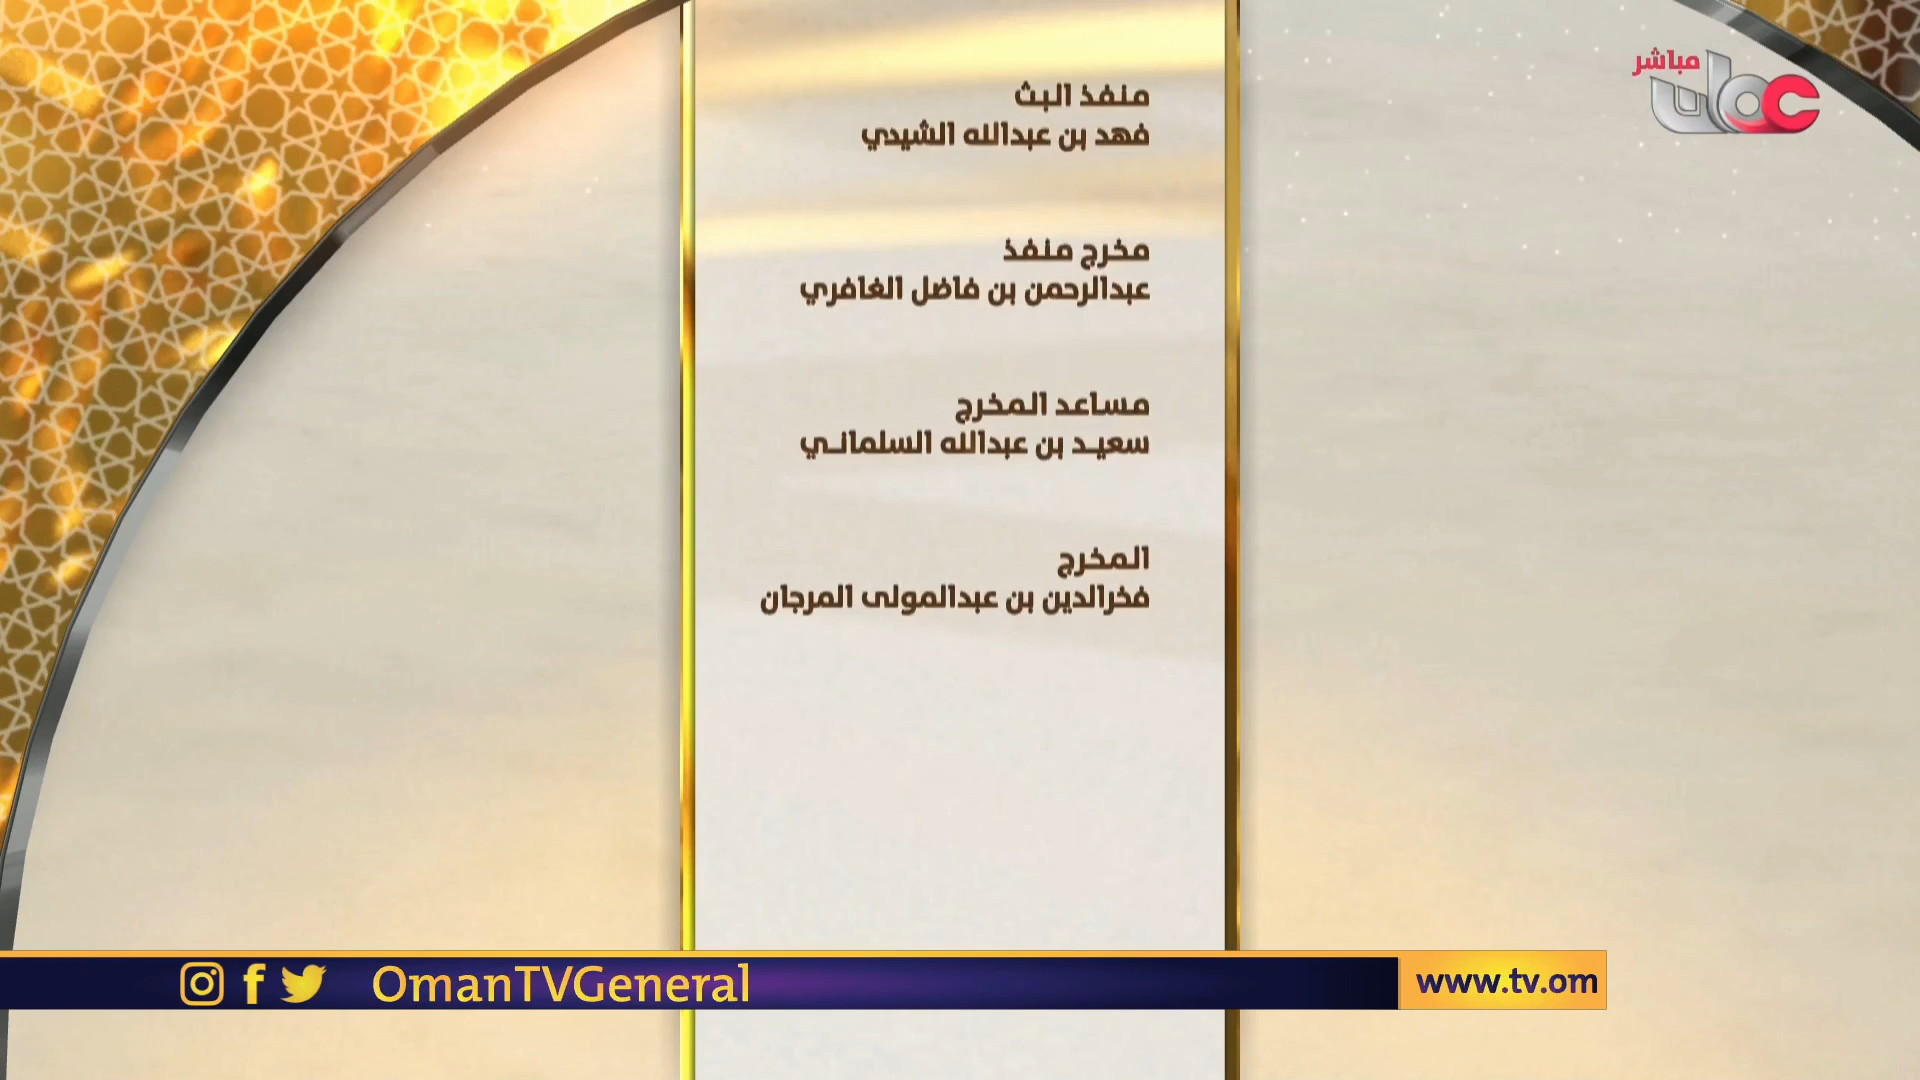 مباشر
عمان
منفذ البث
فهد بن عبدالله الشيدي
مخرج منفذ
عبدالرحمن بن فاضل الغافري
مساعد المخرج
سعيد بن عبدالله السلماني
المخرج
فخرالدين بن عبدالمولى المرجان
OmanTVGeneral
www.tv.om